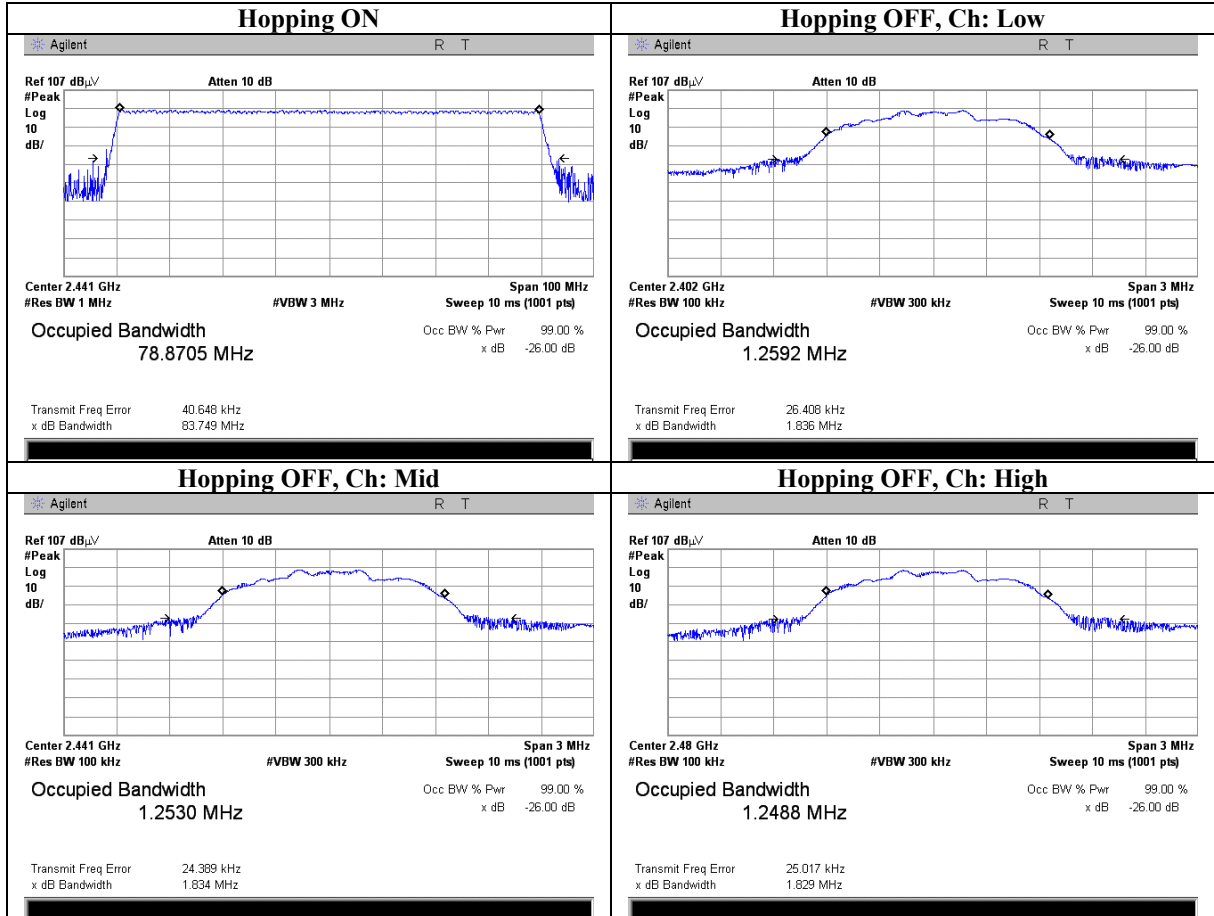 Hopping ON
Agilent
R T
Ref 107 dBµV
Atten 10 dB
#Peak
Log
10
dB/
Center 2.441 GHz
Span 100 MHz
#Res BW 1 MHz
#VBW 3 MHz
Sweep 10 ms (1001 pts)
Occupied Bandwidth
78.8705 MHz
Occ BW % Pwr 99.00 %
x dB -26.00 dB
Transmit Freq Error 40.648 kHz
x dB Bandwidth 83.749 MHz
Hopping OFF, Ch: Low
Agilent
R T
Ref 107 dBµV
Atten 10 dB
#Peak
Log
10
dB/
Center 2.402 GHz
Span 3 MHz
#Res BW 100 kHz
#VBW 300 kHz
Sweep 10 ms (1001 pts)
Occupied Bandwidth
1.2592 MHz
Occ BW % Pwr 99.00 %
x dB -26.00 dB
Transmit Freq Error 26.408 kHz
x dB Bandwidth 1.836 MHz
Hopping OFF, Ch: Mid
Agilent
R T
Ref 107 dBµV
Atten 10 dB
#Peak
Log
10
dB/
Center 2.441 GHz
Span 3 MHz
#Res BW 100 kHz
#VBW 300 kHz
Sweep 10 ms (1001 pts)
Occupied Bandwidth
1.2530 MHz
Occ BW % Pwr 99.00 %
x dB -26.00 dB
Transmit Freq Error 24.389 kHz
x dB Bandwidth 1.834 MHz
Hopping OFF, Ch: High
Agilent
R T
Ref 107 dBµV
Atten 10 dB
#Peak
Log
10
dB/
Center 2.48 GHz
Span 3 MHz
#Res BW 100 kHz
#VBW 300 kHz
Sweep 10 ms (1001 pts)
Occupied Bandwidth
1.2488 MHz
Occ BW % Pwr 99.00 %
x dB -26.00 dB
Transmit Freq Error 25.017 kHz
x dB Bandwidth 1.829 MHz